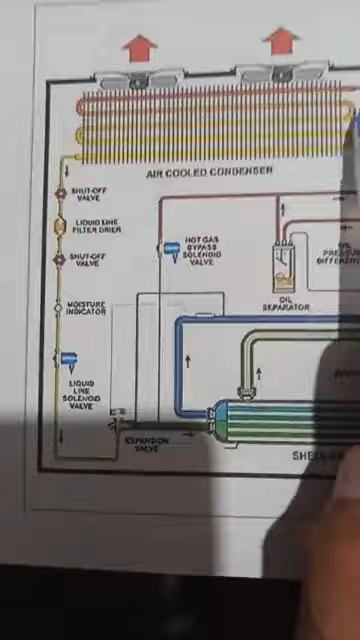 AIR COOLED CONDENSER
SHUT-OFF
VALVE
LIQUID LINE
FILTER DRIER
HOT GAS
BYPASS
SOLENOID
VALVE
SHUT-OFF
VALVE
OIL
SEPARATOR
MOISTURE
INDICATOR
LIQUID
LINE
SOLENOID
VALVE
EXPANSION
VALVE